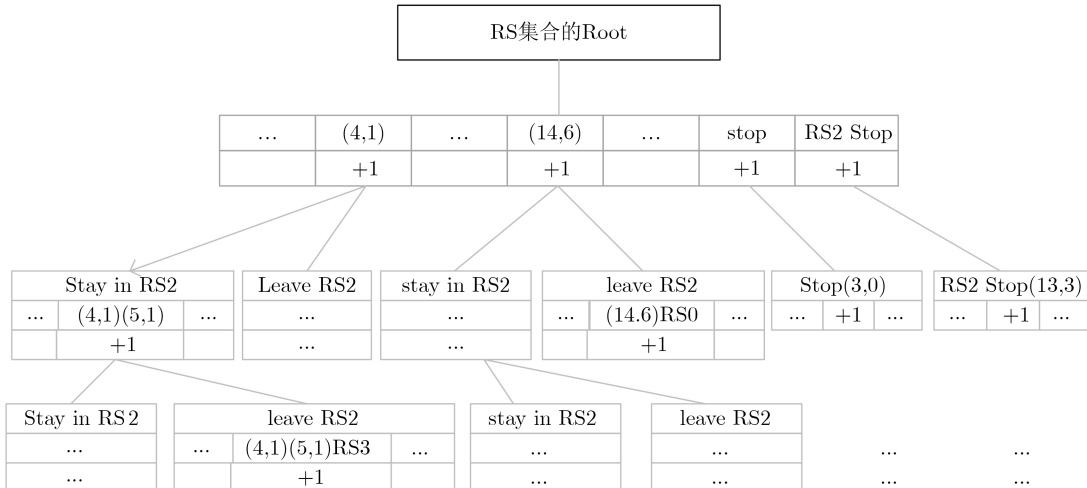 RS集合的Root
... (4,1) ... (14,6) ... stop RS2 Stop
+1 +1 +1 +1
Stay in RS2 Leave RS2 stay in RS2 leave RS2 Stop(3,0) RS2 Stop(13,3)
... (4,1)(5,1) ... ... ... ... (14.6)RS0 ... ... +1 ... ... +1 ...
+1 ... ... +1
Stay in RS2 leave RS2 stay in RS2 leave RS2
... ... (4,1)(5,1)RS3 ... ... ... ... ...
... +1 ... ... ... ...